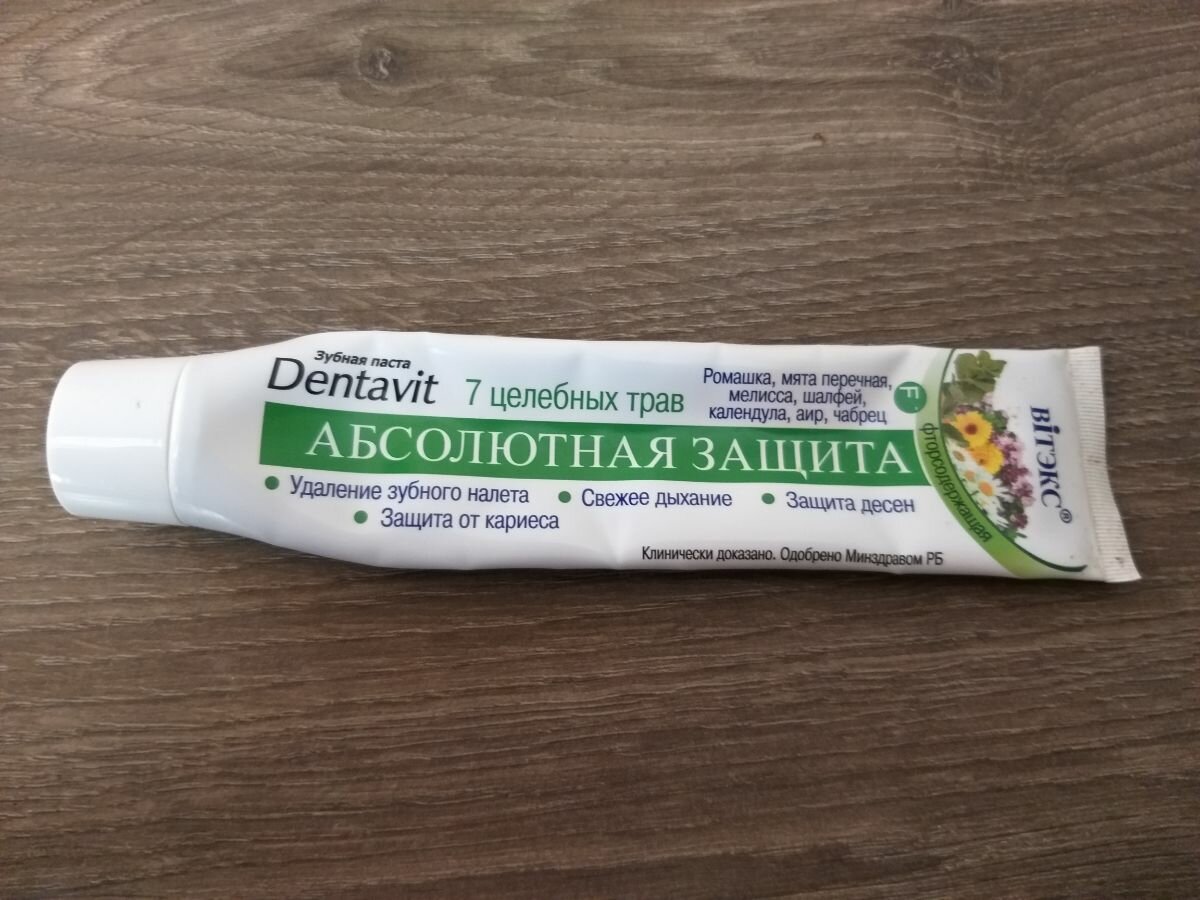 Зубная паста
Dentavit
7 целебных трав
Ромашка, мята перечная,
мелисса, шалфей,
календула, аир, чабрец
F
АБСОЛЮТНАЯ ЗАЩИТА
• Удаление зубного налета • Свежее дыхание • Защита десен
• Защита от кариеса
Клинически доказано. Одобрено Минздравом РБ
фторсодержащая
ВIТЭКС®